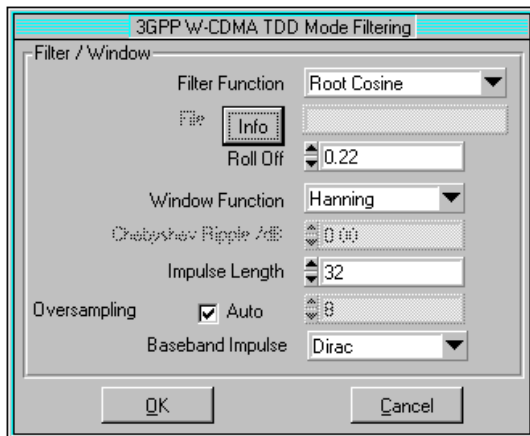 3GPP W-CDMA TDD Mode Filtering
Filter / Window
Filter Function Root Cosine
File Info
Roll Off 0.22
Window Function Hanning
Chebyshev Ripple /dB 0.00
Impulse Length 32
Oversampling Auto 8
Baseband Impulse Dirac
OK Cancel